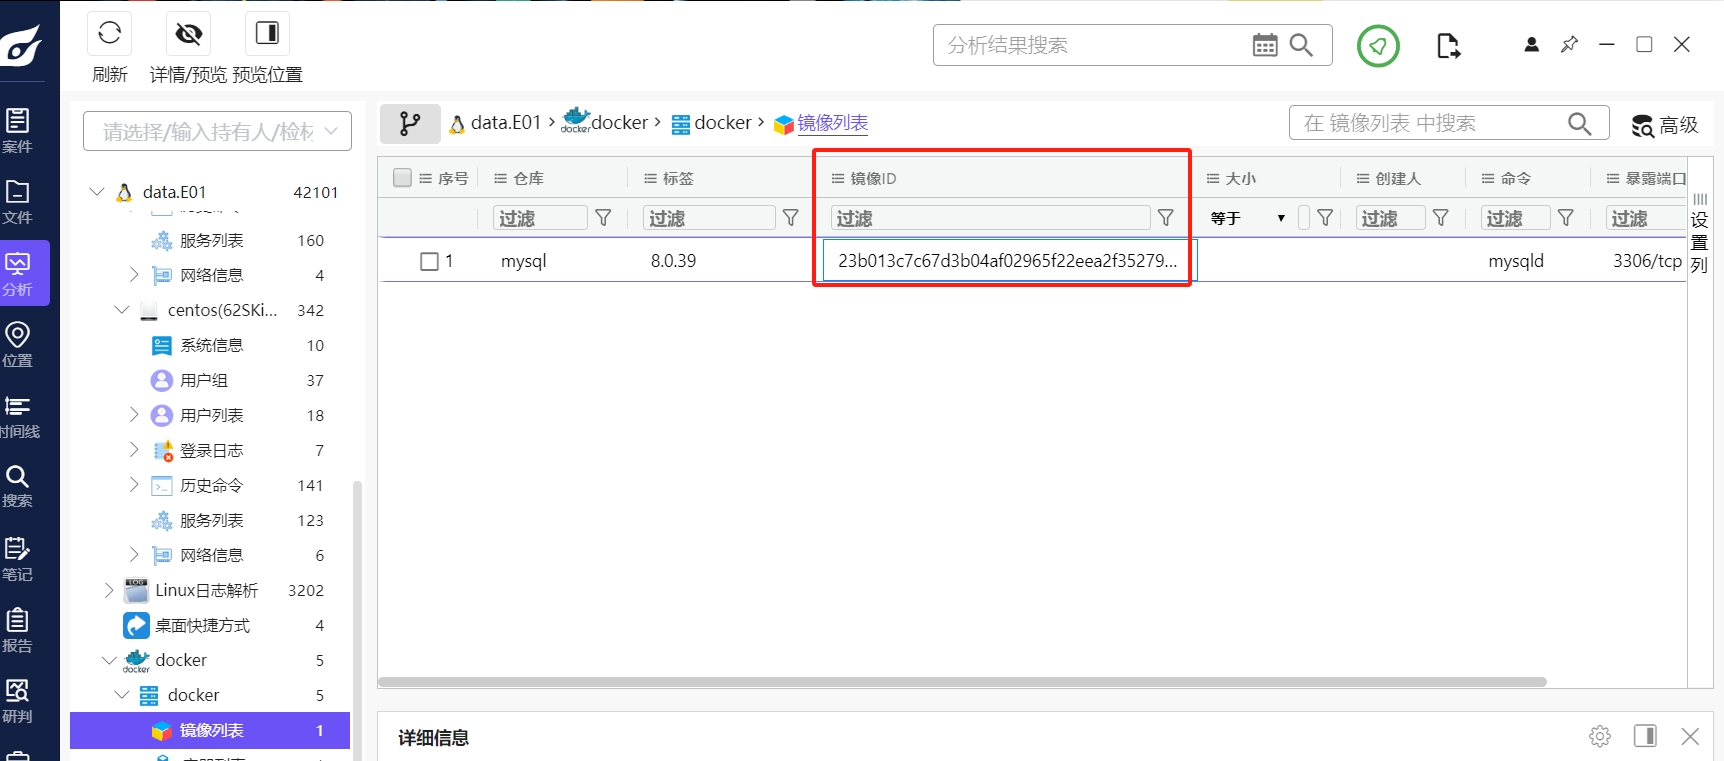 刷新
详情/预览
预览位置
分析结果搜索
案件
文件
分析
位置
时间线
搜索
笔记
报告
研判
请选择/输入持有人/检材
data.E01 42101
服务列表 160
网络信息 4
centos(62SKi... 342
系统信息 10
用户组 37
用户列表 18
登录日志 7
历史命令 141
服务列表 123
网络信息 6
LOG
Linux日志解析 3202
桌面快捷方式 4
docker
docker 5
docker 5
镜像列表 1
data.E01 › docker docker › docker › 镜像列表
在 镜像列表 中搜索
高级
序号 仓库 标签 镜像ID 大小 创建人 命令 暴露端口
过滤 过滤 过滤 等于 过滤 过滤 过滤
1 mysql 8.0.39 23b013c7c67d3b04af02965f22eea2f35279... mysqld 3306/tcp
设置列
详细信息